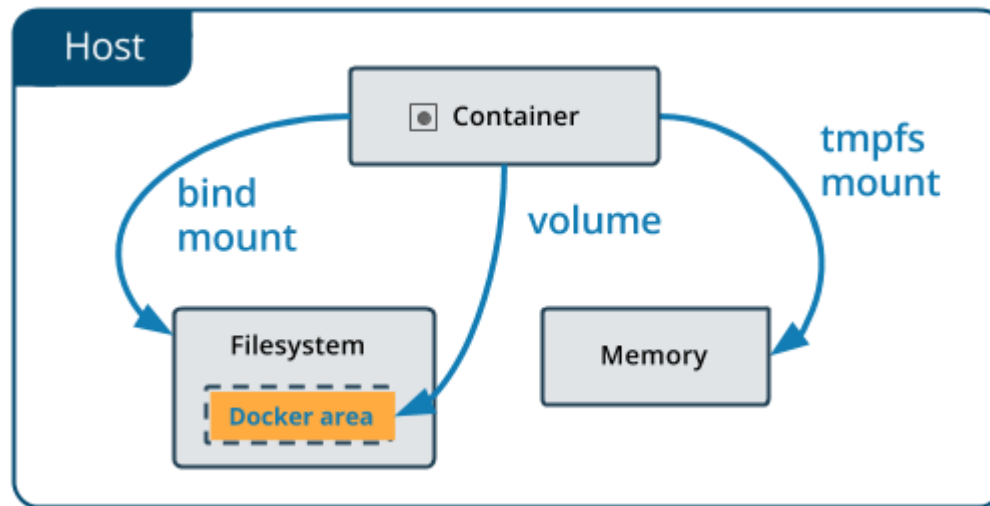 Host
Container
bind
mount
volume
tmpfs
mount
Filesystem
Docker area
Memory